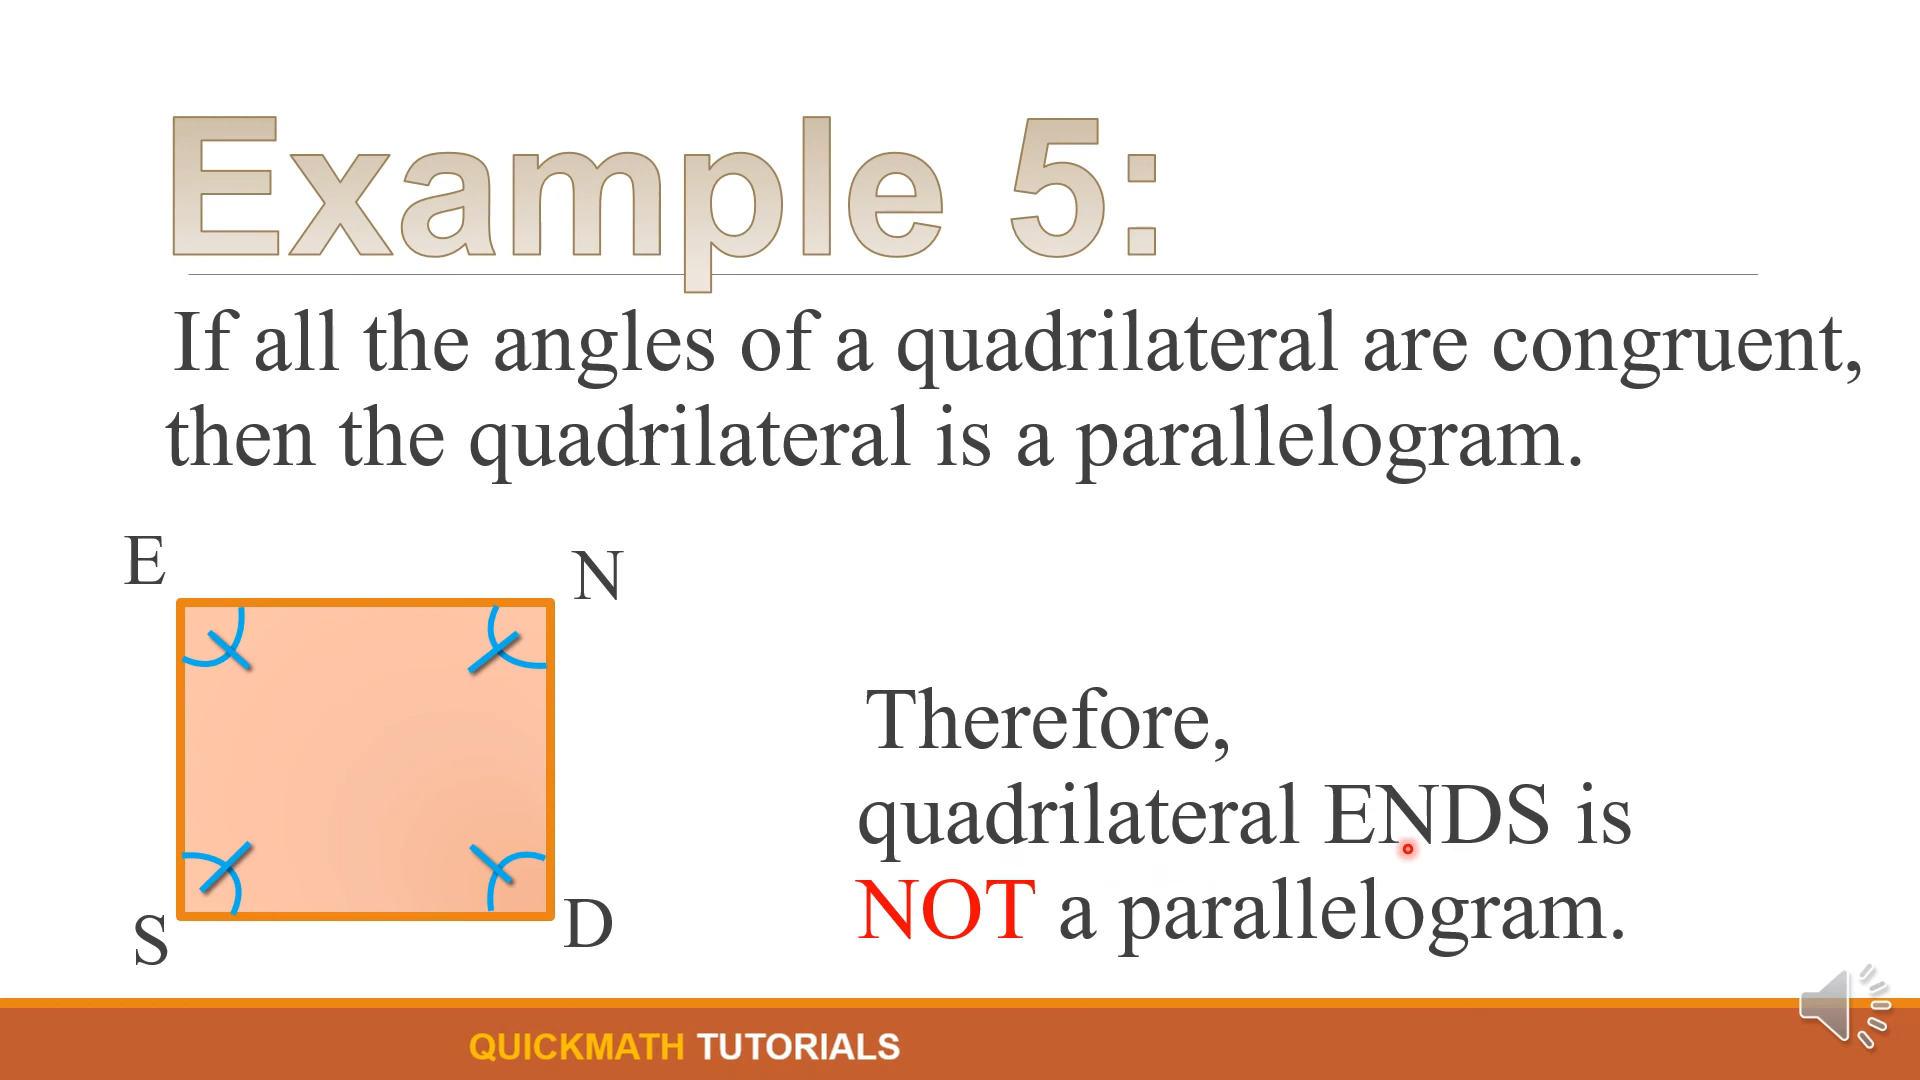 Example 5:
If all the angles of a quadrilateral are congruent,
then the quadrilateral is a parallelogram.
E
N
S
D
Therefore,
quadrilateral ENDS is
NOT a parallelogram.
QUICKMATH TUTORIALS